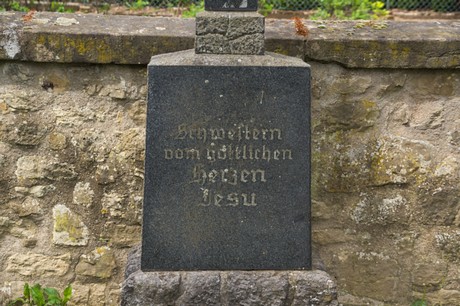 Schwestern
vom göttlichen
Herzen
Jesu